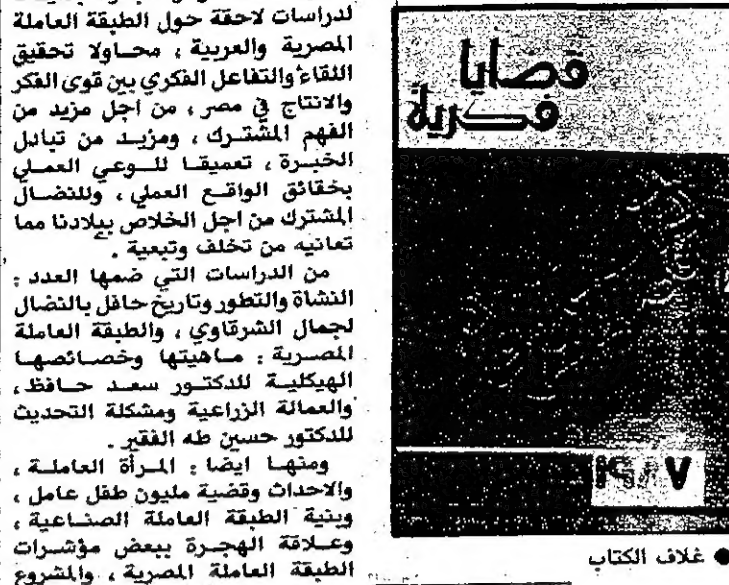 لدراسات لاحقة حول الطبقة العاملة
المصرية والعربية ، محاولا تحقيق
اللقاء والتفاعل الفكري بين قوى الفكر
والانتاج في مصر ، من اجل مزيد من
الفهم المشترك ، ومزيد من تبادل
الخبرة ، تعميقا للوعي العملي
بخقائق الواقع العملي ، وللنضال
المشترك من اجل الخلاص ببلادنا مما
تعانيه من تخلف وتبعية .
من الدراسات التي ضمها العدد :
النشاة والتطور وتاريخ حافل بالنضال
لجمال الشرقاوي ، والطبقة العاملة
المصرية : ماهيتها وخصائصها
الهيكلية للدكتور سعد حافظ ،
والعمالة الزراعية ومشكلة التحديث
للدكتور حسين طه الفقير .
ومنها ايضا : المرأة العاملة ،
والاحداث وقضية مليون طفل عامل ،
وبنية الطبقة العاملة الصناعية ،
وعلاقة الهجرة ببعض مؤشرات
الطبقة العاملة المصرية ، والمشروع
قضايا
فكرية
● غلاف الكتاب